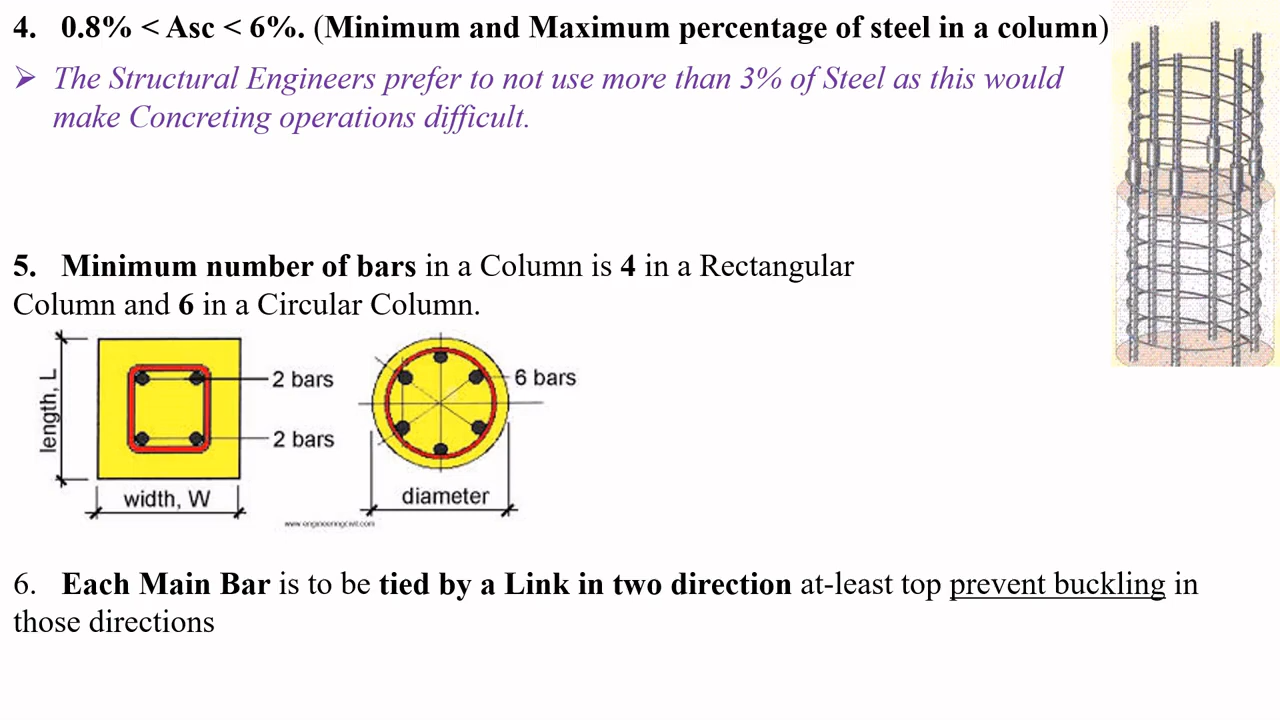 4. 0.8% < Asc < 6%. (Minimum and Maximum percentage of steel in a column)
➢ The Structural Engineers prefer to not use more than 3% of Steel as this would
make Concreting operations difficult.
5. Minimum number of bars in a Column is 4 in a Rectangular
Column and 6 in a Circular Column.
length, L
2 bars
2 bars
width, W
6 bars
diameter
www.engineeringcivil.com
6. Each Main Bar is to be tied by a Link in two direction at-least top prevent buckling in
those directions